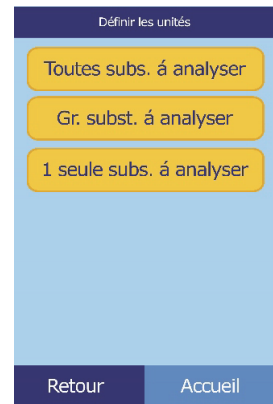 Définir les unités
Toutes subs. á analyser
Gr. subst. á analyser
1 seule subs. á analyser
Retour Accueil